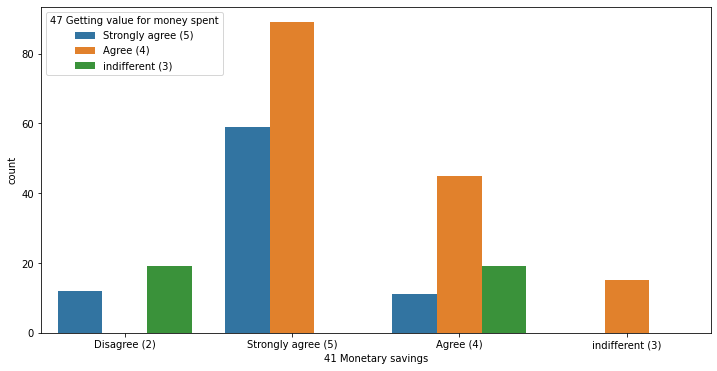 47 Getting value for money spent
Strongly agree (5)
Agree (4)
indifferent (3)
80
60
40
20
0
count
Disagree (2)
Strongly agree (5)
Agree (4)
indifferent (3)
41 Monetary savings